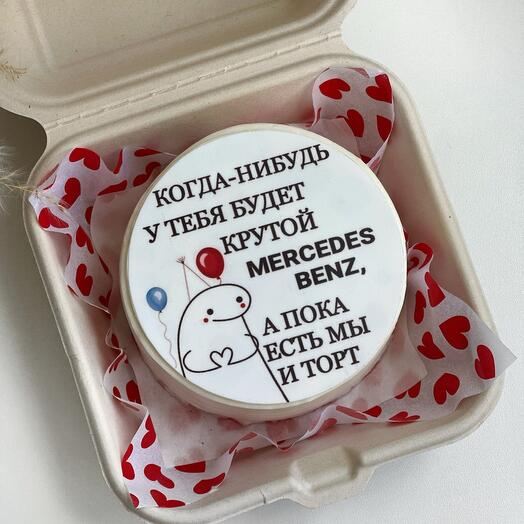 КОГДА-НИБУДЬ
У ТЕБЯ БУДЕТ
КРУТОЙ
MERCEDES
BENZ,
А ПОКА
ЕСТЬ МЫ
И ТОРТ